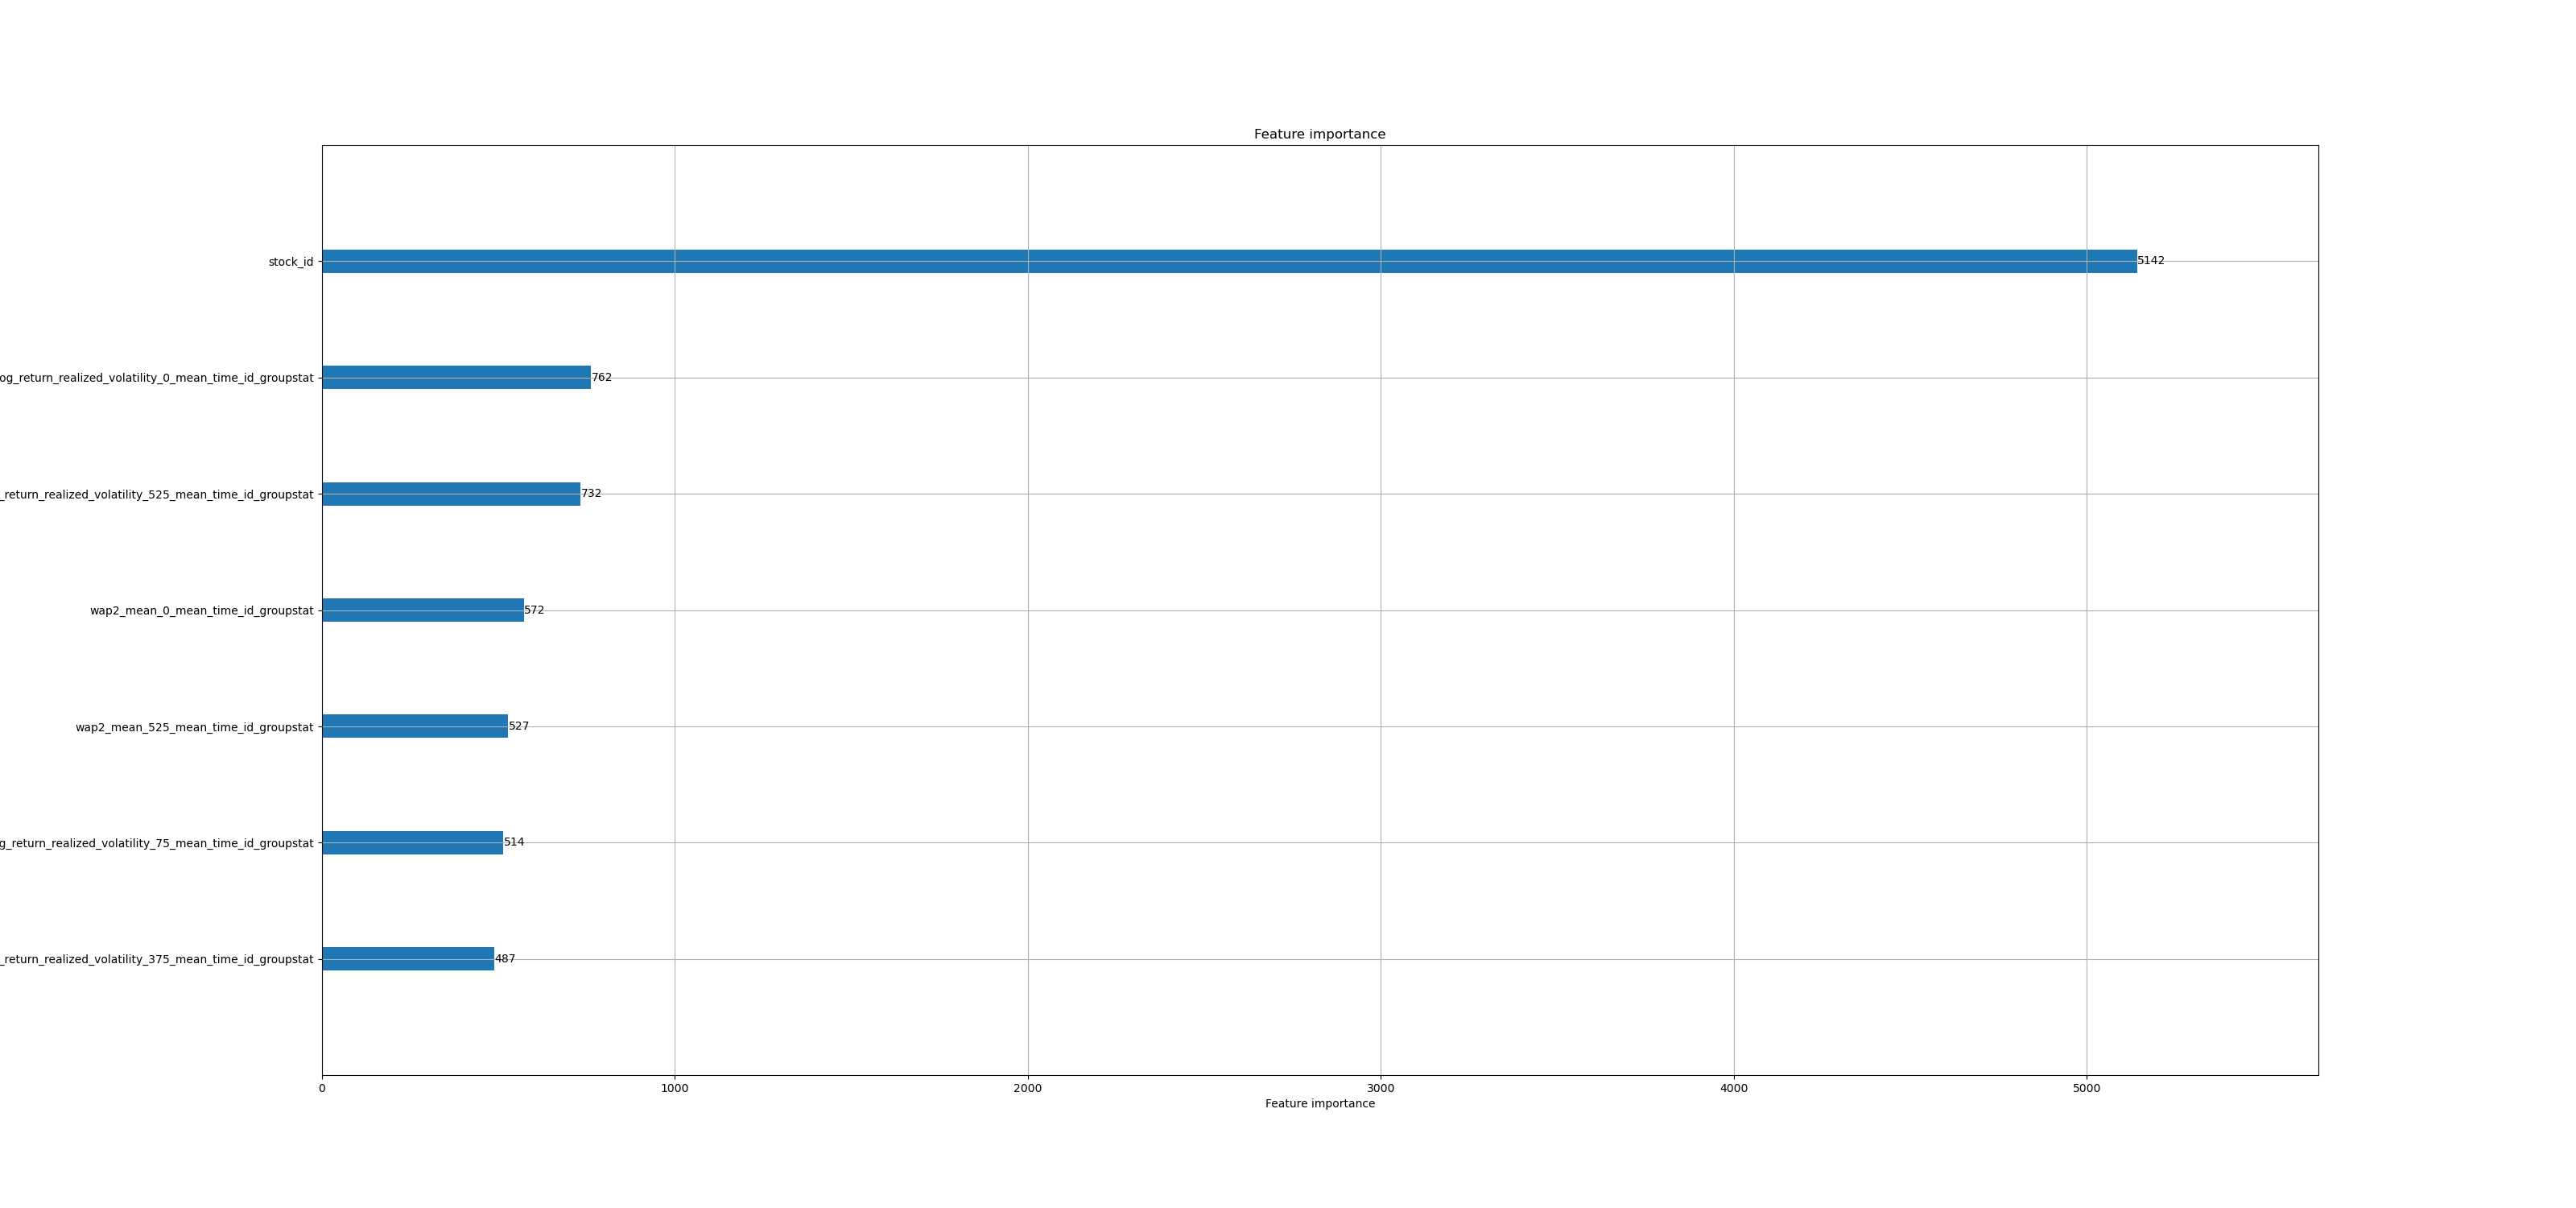 Feature importance
stock_id
5142
og_return_realized_volatility_0_mean_time_id_groupstat
762
_return_realized_volatility_525_mean_time_id_groupstat
732
wap2_mean_0_mean_time_id_groupstat
572
wap2_mean_525_mean_time_id_groupstat
527
g_return_realized_volatility_75_mean_time_id_groupstat
514
_return_realized_volatility_375_mean_time_id_groupstat
487
0 1000 2000 3000 4000 5000
Feature importance